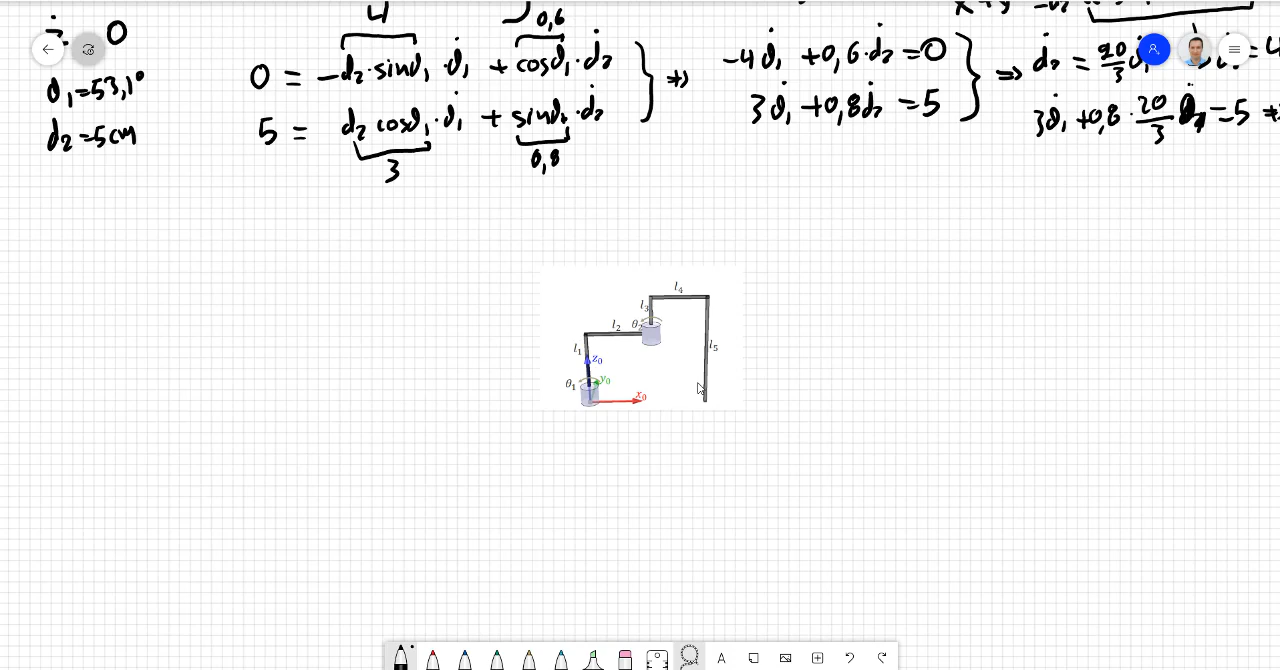 ẋ = 0
θ₁=53,1°
d₂=5cm
4
0,6
0 = -d₂·sinθ₁·θ̇₁ + cosθ₁·ḋ₂
5 = d₂cosθ₁·θ̇₁ + sinθ₁·ḋ₂
3
0,8
} ⇒
-4θ̇₁ + 0,6·ḋ₂ = 0
3θ̇₁ + 0,8ḋ₂ = 5
} ⇒ ḋ₂ = 20/3 θ̇₁
3θ̇₁ + 0,8·20/3 θ̇₁ = 5 ⇒
l₄
l₃
l₂ θ₂
l₁ l₅
z₀
θ₁ y₀
x₀
A